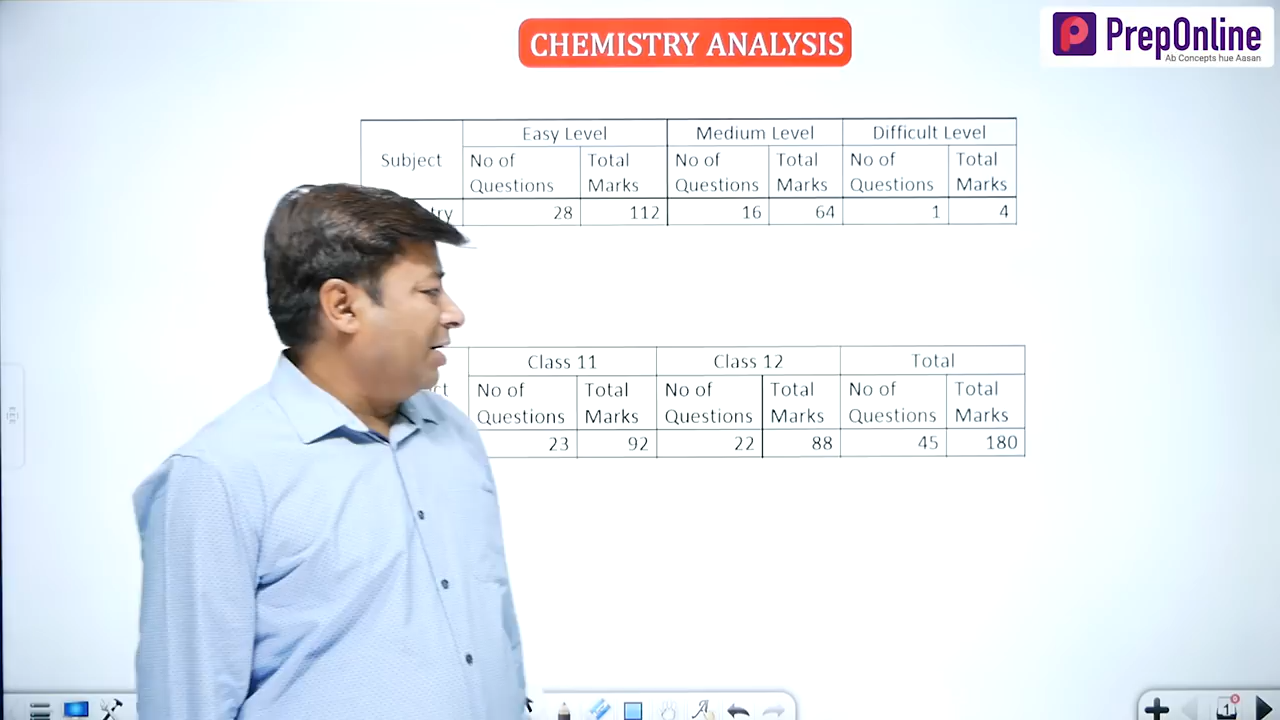 CHEMISTRY ANALYSIS
PrepOnline
Ab Concepts hue Aasan
Subject Easy Level Medium Level Difficult Level
No of Questions Total Marks No of Questions Total Marks No of Questions Total Marks
28 112 16 64 1 4
Class 11 Class 12 Total
No of Questions Total Marks No of Questions Total Marks No of Questions Total Marks
23 92 22 88 45 180
1